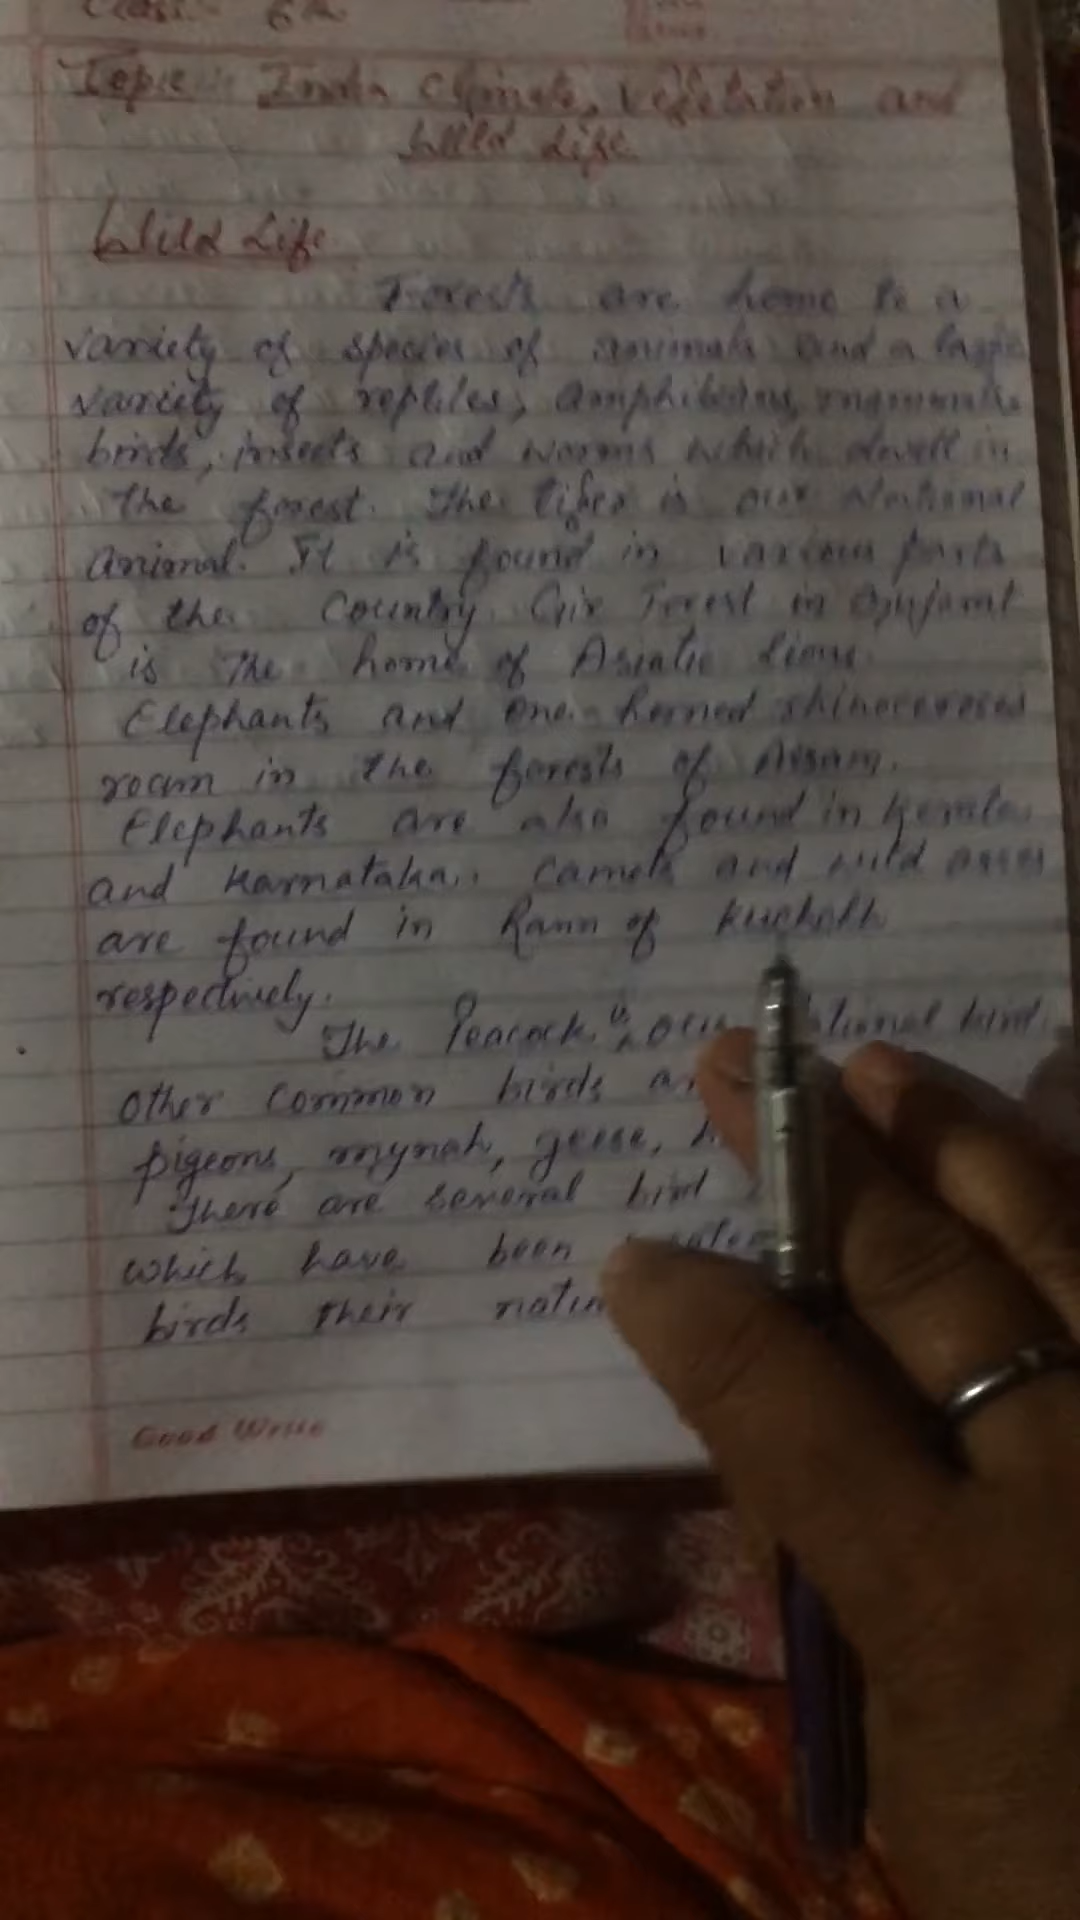 Class:- 6th
Topic: India Climate, Vegetation and
Wild Life
Wild Life
Forests are home to a
variety of species of animals and a large
variety of reptiles, amphibians, mammals
birds, insects and worms which dwell in
the forest. The tiger is our National
animal. It is found in various parts
of the Country. Gir Forest in Gujarat
is the home of Asiatic Lions.
Elephants and one-horned rhinoceroses
roam in the forests of Assam.
Elephants are also found in Kerala
and Karnataka. Camels and wild asses
are found in Rann of
respectively.
The Peacock is our national bird.
Other common birds
pigeons, mynah, geese,
There are several bird
which have been
birds their
Good Write